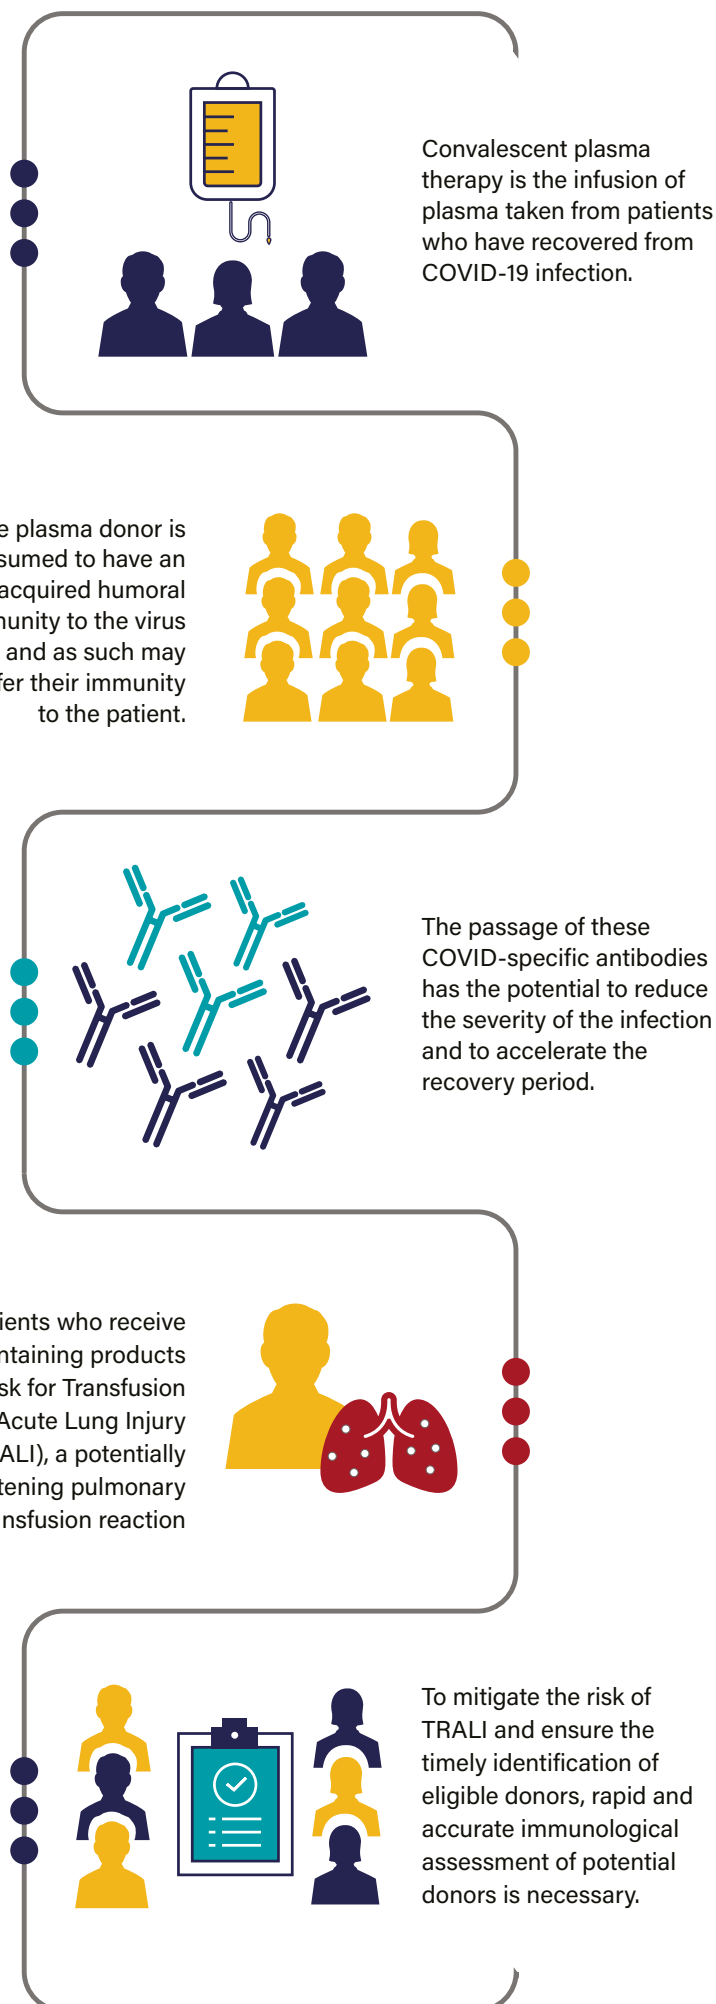 Convalescent plasma
therapy is the infusion of
plasma taken from patients
who have recovered from
COVID-19 infection.
plasma donor is
to have an
acquired humoral
to the virus
and as such may
their immunity
to the patient.
The passage of these
COVID-specific antibodies
has the potential to reduce
the severity of the infection
and to accelerate the
recovery period.
who receive
products
for Transfusion
Acute Lung Injury
a potentially
pulmonary
reaction
To mitigate the risk of
TRALI and ensure the
timely identification of
eligible donors, rapid and
accurate immunological
assessment of potential
donors is necessary.